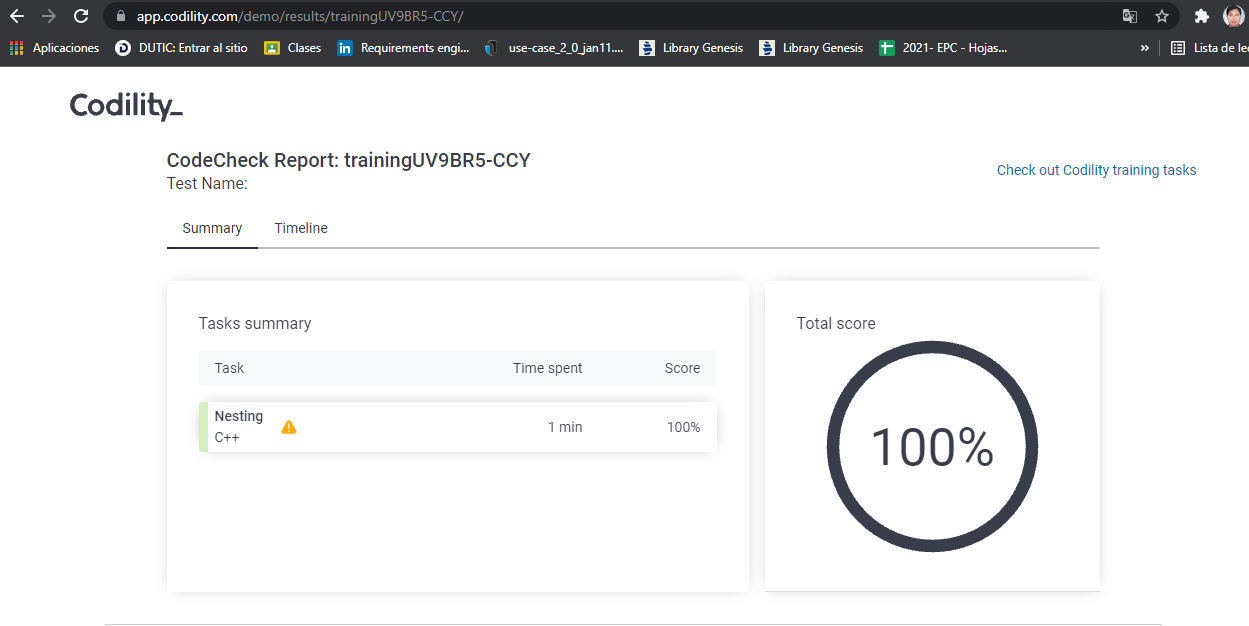 app.codility.com/demo/results/trainingUV9BR5-CCY/
Aplicaciones DUTIC: Entrar al sitio Clases Requirements engi... use-case_2_0_jan11.... Library Genesis Library Genesis 2021- EPC - Hojas... » Lista de lec
Codility_
CodeCheck Report: trainingUV9BR5-CCY
Test Name:
Check out Codility training tasks
Summary Timeline
Tasks summary
Task Time spent Score
Nesting
C++
1 min 100%
Total score
100%